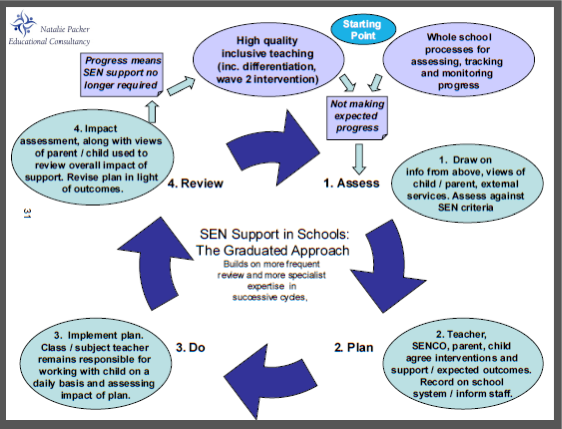 Natalie Packer
Educational Consultancy
Starting
Point
High quality
inclusive teaching
(inc. differentiation,
wave 2 intervention)
Whole school
processes for
assessing, tracking
and monitoring
progress
Progress means
SEN support no
longer required
Not making
expected
progress
4. Impact
assessment, along with views
of parent / child used to
review overall impact of
support. Revise plan in light
of outcomes.
4. Review
1. Assess
1. Draw on
info from above, views of
child / parent, external
services. Assess against
SEN criteria
31
SEN Support in Schools:
The Graduated Approach
Builds on more frequent
review and more specialist
expertise in
successive cycles,
3. Implement plan.
Class / subject teacher
remains responsible for
working with child on a
daily basis and assessing
impact of plan.
3. Do
2. Plan
2. Teacher,
SENCO, parent, child
agree interventions and
support / expected outcomes.
Record on school
system / inform staff.